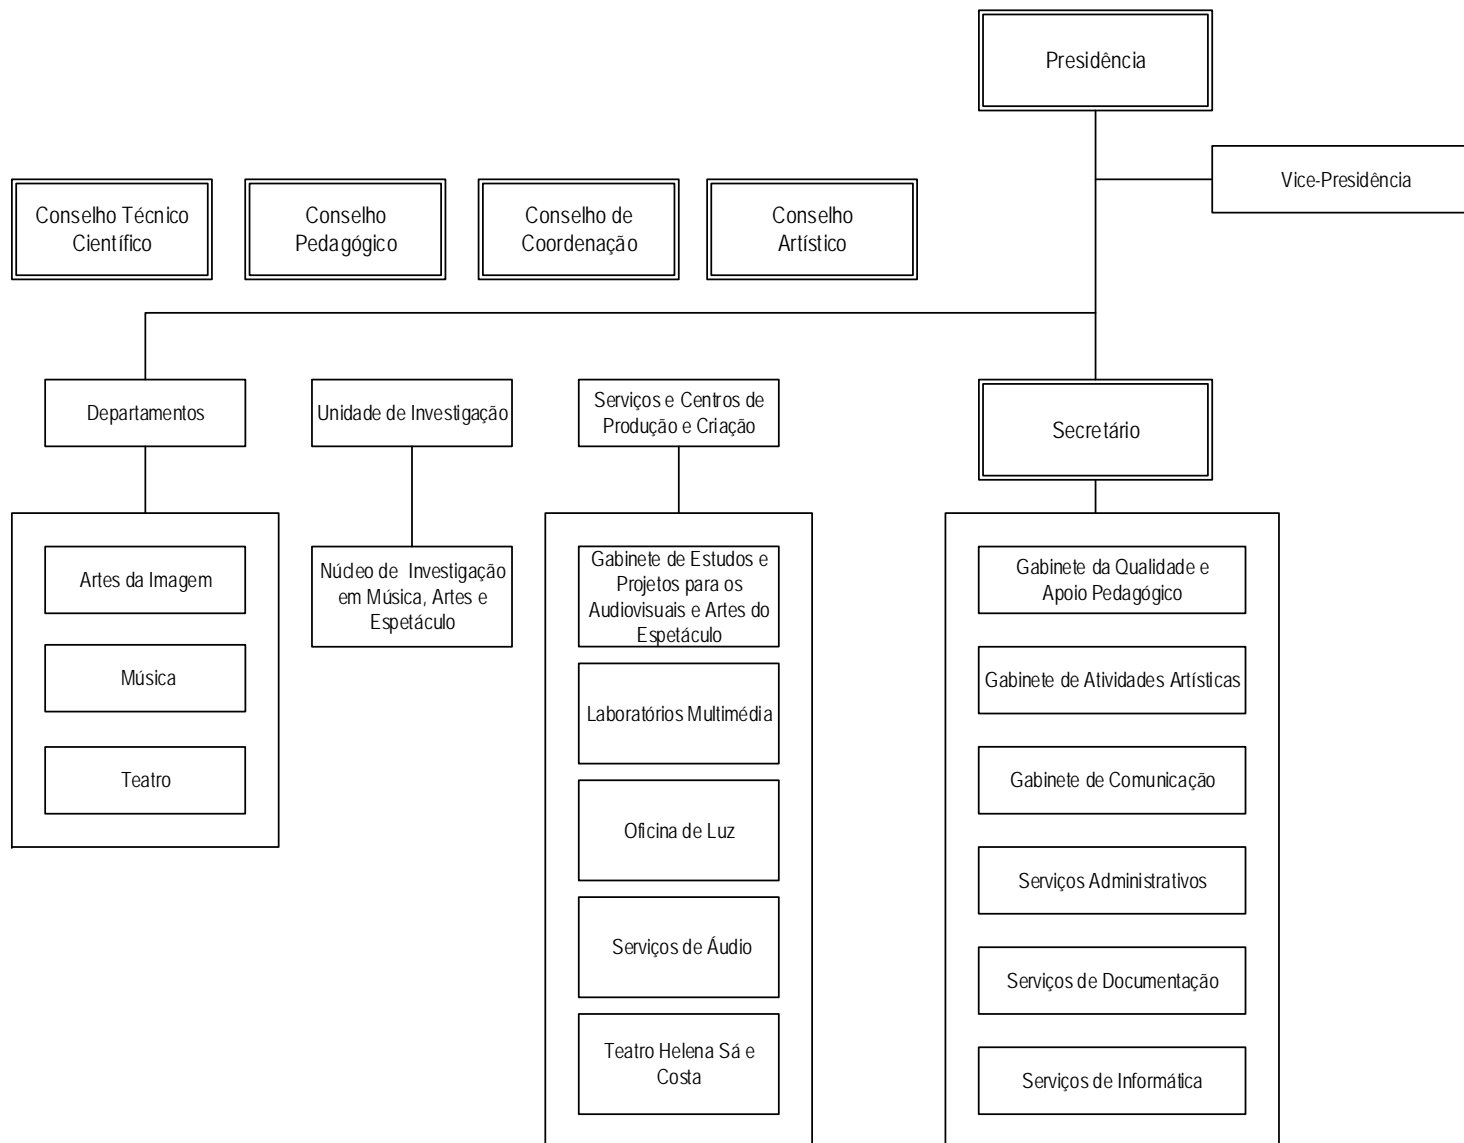 Presidência
Vice-Presidência
Conselho Técnico
Científico
Conselho
Pedagógico
Conselho de
Coordenação
Conselho
Artístico
Departamentos
Unidade de Investigação
Serviços e Centros de
Produção e Criação
Secretário
Artes da Imagem
Música
Teatro
Núcleo de Investigação
em Música, Artes e
Espetáculo
Gabinete de Estudos e
Projetos para os
Audiovisuais e Artes do
Espetáculo
Laboratórios Multimédia
Oficina de Luz
Serviços de Áudio
Teatro Helena Sá e
Costa
Gabinete da Qualidade e
Apoio Pedagógico
Gabinete de Atividades Artísticas
Gabinete de Comunicação
Serviços Administrativos
Serviços de Documentação
Serviços de Informática